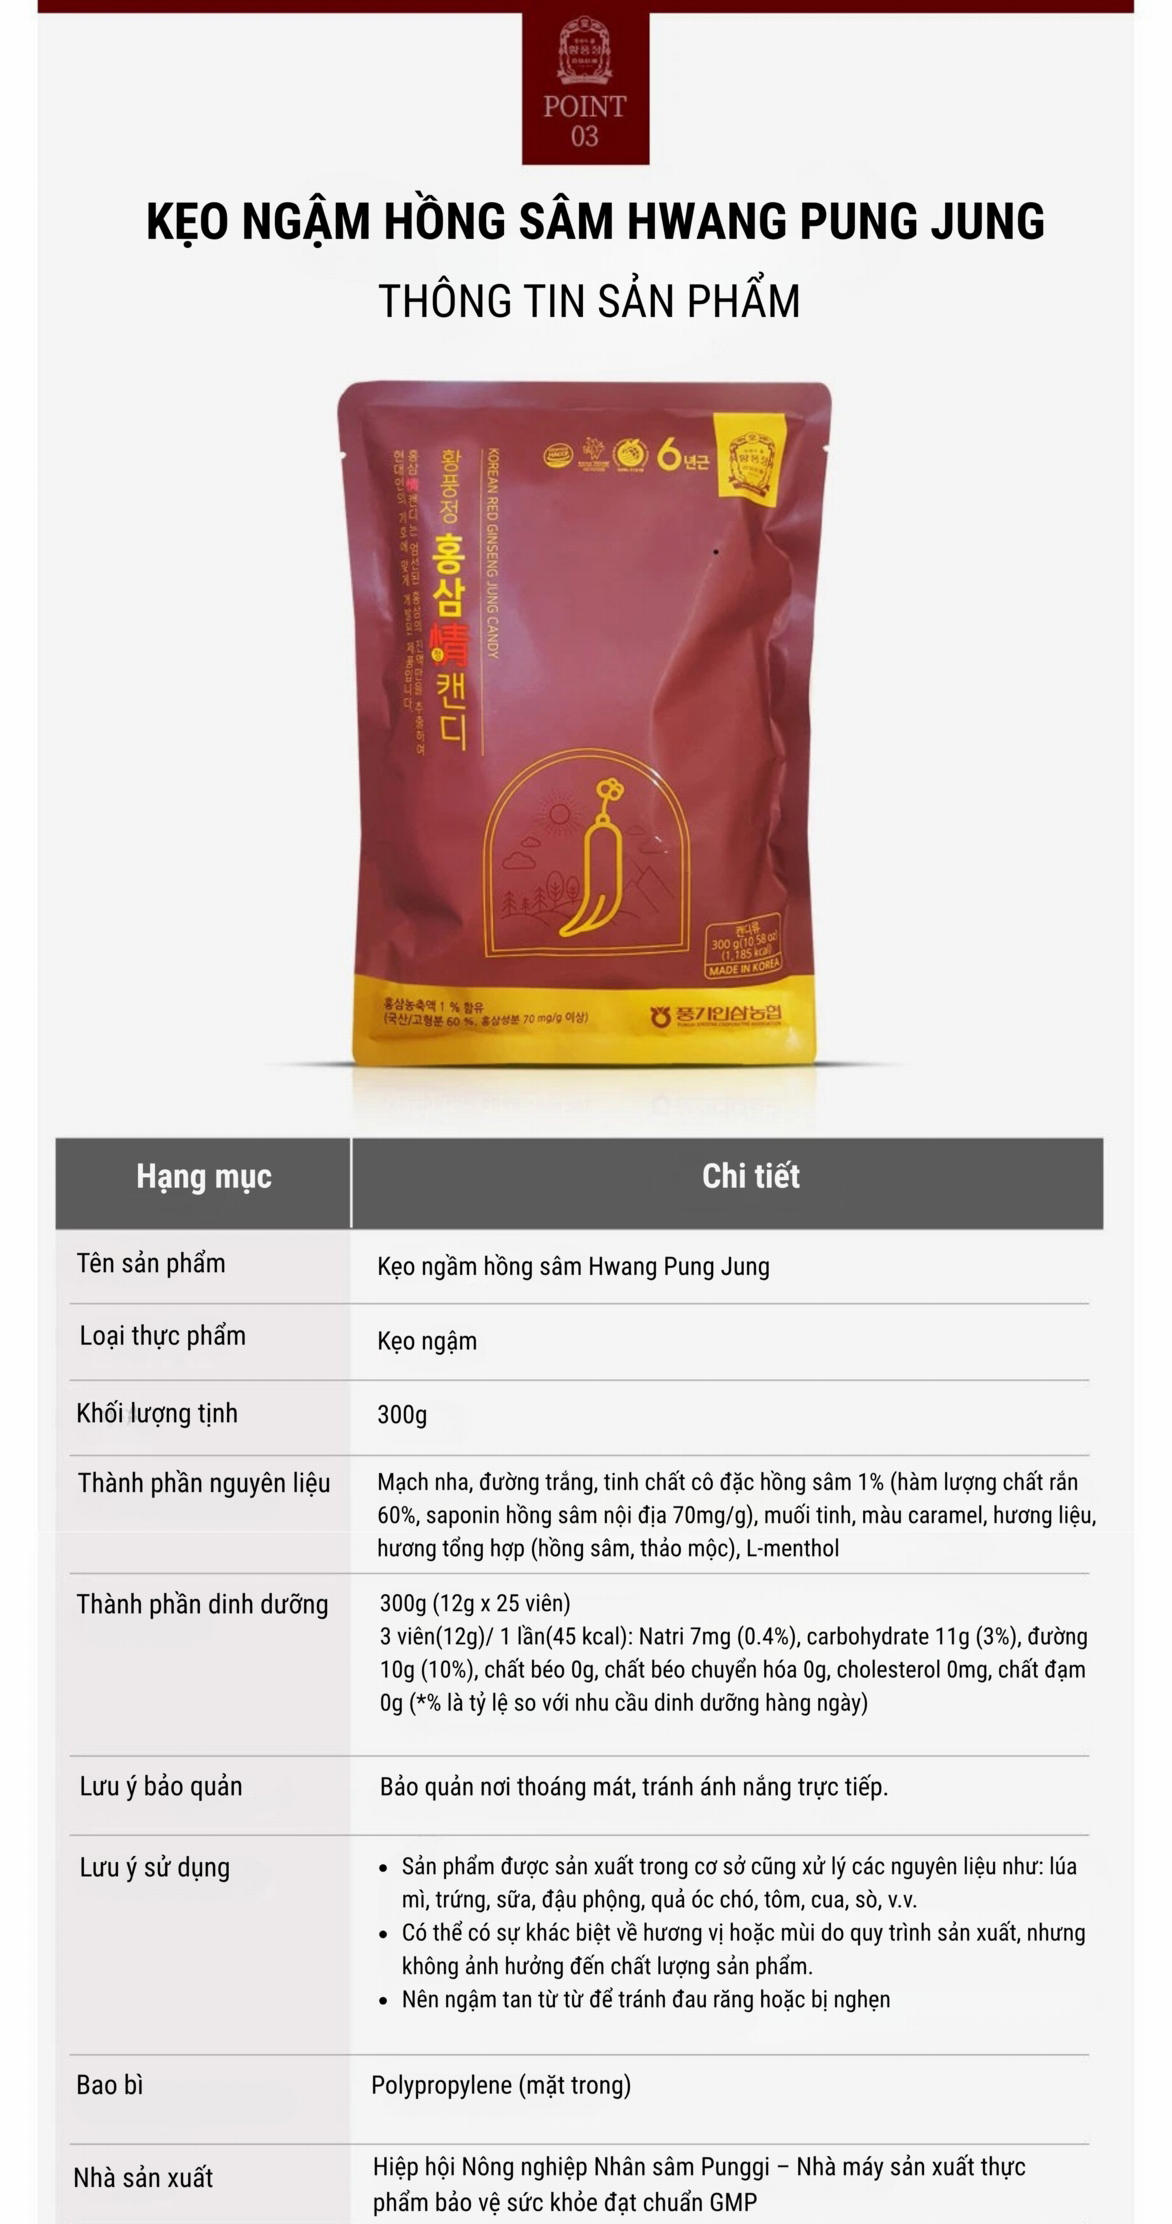 황풍정
POINT
03
KẸO NGẬM HỒNG SÂM HWANG PUNG JUNG
THÔNG TIN SẢN PHẨM
HACCP
6년근
황풍정
KOREAN RED GINSENG JUNG CANDY
황풍정 홍삼情캔디
정
홍삼情캔디는 엄선된 홍삼의 진액만을 추출하여
현대인의 기호에 맞게 개발된 제품입니다.
캔디류
300 g(10.58 oz)
(1,185 kcal)
MADE IN KOREA
홍삼농축액 1 % 함유
(국산/고형분 60 %, 홍삼성분 70 mg/g 이상)
풍기인삼농협
Hạng mục
Chi tiết
Tên sản phẩm
Kẹo ngầm hồng sâm Hwang Pung Jung
Loại thực phẩm
Kẹo ngậm
Khối lượng tịnh
300g
Thành phần nguyên liệu
Mạch nha, đường trắng, tinh chất cô đặc hồng sâm 1% (hàm lượng chất rắn
60%, saponin hồng sâm nội địa 70mg/g), muối tinh, màu caramel, hương liệu,
hương tổng hợp (hồng sâm, thảo mộc), L-menthol
Thành phần dinh dưỡng
300g (12g x 25 viên)
3 viên(12g)/ 1 lần(45 kcal): Natri 7mg (0.4%), carbohydrate 11g (3%), đường
10g (10%), chất béo 0g, chất béo chuyển hóa 0g, cholesterol 0mg, chất đạm
0g (*% là tỷ lệ so với nhu cầu dinh dưỡng hàng ngày)
Lưu ý bảo quản
Bảo quản nơi thoáng mát, tránh ánh nắng trực tiếp.
Lưu ý sử dụng
• Sản phẩm được sản xuất trong cơ sở cũng xử lý các nguyên liệu như: lúa
mì, trứng, sữa, đậu phộng, quả óc chó, tôm, cua, sò, v.v.
• Có thể có sự khác biệt về hương vị hoặc mùi do quy trình sản xuất, nhưng
không ảnh hưởng đến chất lượng sản phẩm.
• Nên ngậm tan từ từ để tránh đau răng hoặc bị nghẹn
Bao bì
Polypropylene (mặt trong)
Nhà sản xuất
Hiệp hội Nông nghiệp Nhân sâm Punggi – Nhà máy sản xuất thực
phẩm bảo vệ sức khỏe đạt chuẩn GMP